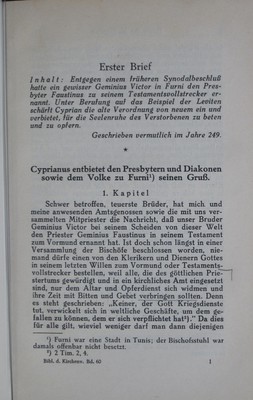 Erster Brief
Inhalt: Entgegen einem früheren Synodalbeschluß
hatte ein gewisser Geminius Victor in Furni den Pres-
byter Faustinus zu seinem Testamentsvollstrecker er-
nannt. Unter Berufung auf das Beispiel der Leviten
schärft Cyprian die alte Verordnung von neuem ein und
verbietet, für die Seelenruhe des Verstorbenen zu beten
und zu opfern.
Geschrieben vermutlich im Jahre 249.
*
Cyprianus entbietet den Presbytern und Diakonen
sowie dem Volke zu Furni¹) seinen Gruß.
1. Kapitel
Schwer betroffen, teuerste Brüder, hat mich und
meine anwesenden Amtsgenossen sowie die mit uns ver-
sammelten Mitpriester die Nachricht, daß unser Bruder
Geminius Victor bei seinem Scheiden von dieser Welt
den Priester Geminius Faustinus in seinem Testament
zum Vormund ernannt hat. Ist doch schon längst in einer
Versammlung der Bischöfe beschlossen worden, nie-
mand dürfe einen von den Klerikern und Dienern Gottes
in seinem letzten Willen zum Vormund oder Testaments-
vollstrecker bestellen, weil alle, die des göttlichen Prie-
stertums gewürdigt und in ein kirchliches Amt eingesetzt
sind, nur dem Altar und Opferdienst sich widmen und
ihre Zeit mit Bitten und Gebet verbringen sollten. Denn
es steht geschrieben: „Keiner, der Gott Kriegsdienste
tut, verwickelt sich in weltliche Geschäfte, um dem ge-
fallen zu können, dem er sich verpflichtet hat²).“ Da dies
für alle gilt, wieviel weniger darf man dann diejenigen
¹) Furni war eine Stadt in Tunis; der Bischofsstuhl war
damals offenbar nicht besetzt.
²) 2 Tim. 2, 4.
Bibl. d. Kirchenv. Bd. 60 1